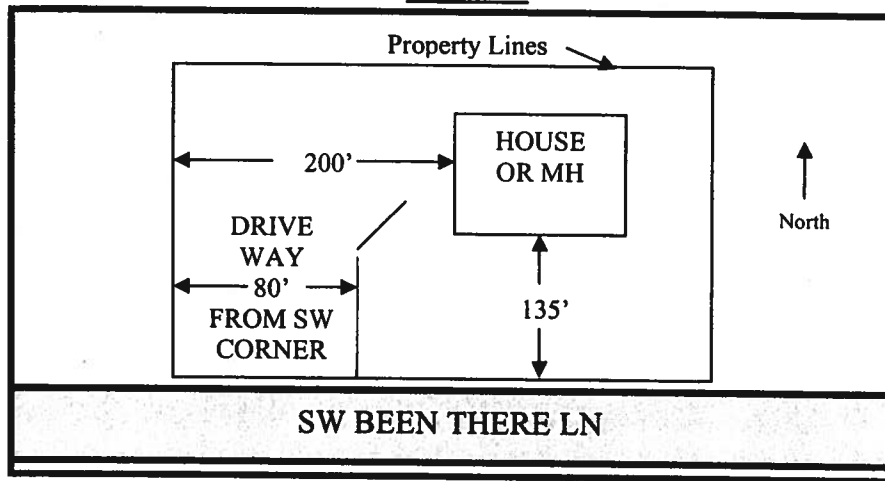 Property Lines
HOUSE
OR MH
200'
North
DRIVE
WAY
80'
FROM SW
CORNER
135'
SW BEEN THERE LN